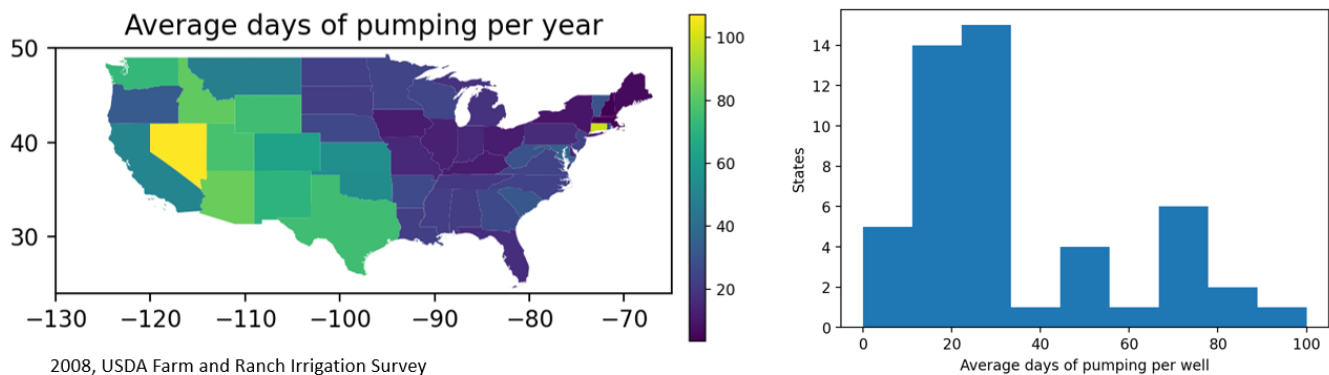 Average days of pumping per year
50
40
30
−130 −120 −110 −100 −90 −80 −70
100
80
60
40
20
2008, USDA Farm and Ranch Irrigation Survey
States
14
12
10
8
6
4
2
0
0 20 40 60 80 100
Average days of pumping per well